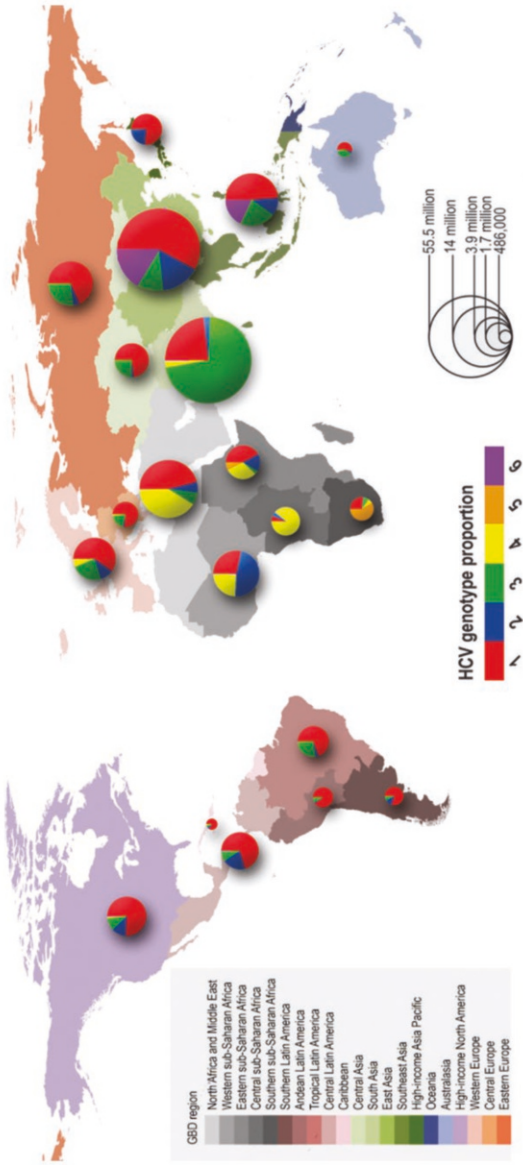 GBD region
North Africa and Middle East
Western sub-Saharan Africa
Eastern sub-Saharan Africa
Central sub-Saharan Africa
Southern sub-Saharan Africa
Southern Latin America
Andean Latin America
Tropical Latin America
Central Latin America
Caribbean
Central Asia
South Asia
East Asia
Southeast Asia
High-income Asia Pacific
Oceania
Australasia
High-income North America
Western Europe
Central Europe
Eastern Europe
HCV genotype proportion
1
2
3
4
5
6
55.5 million
14 million
3.9 million
1.7 million
486,000